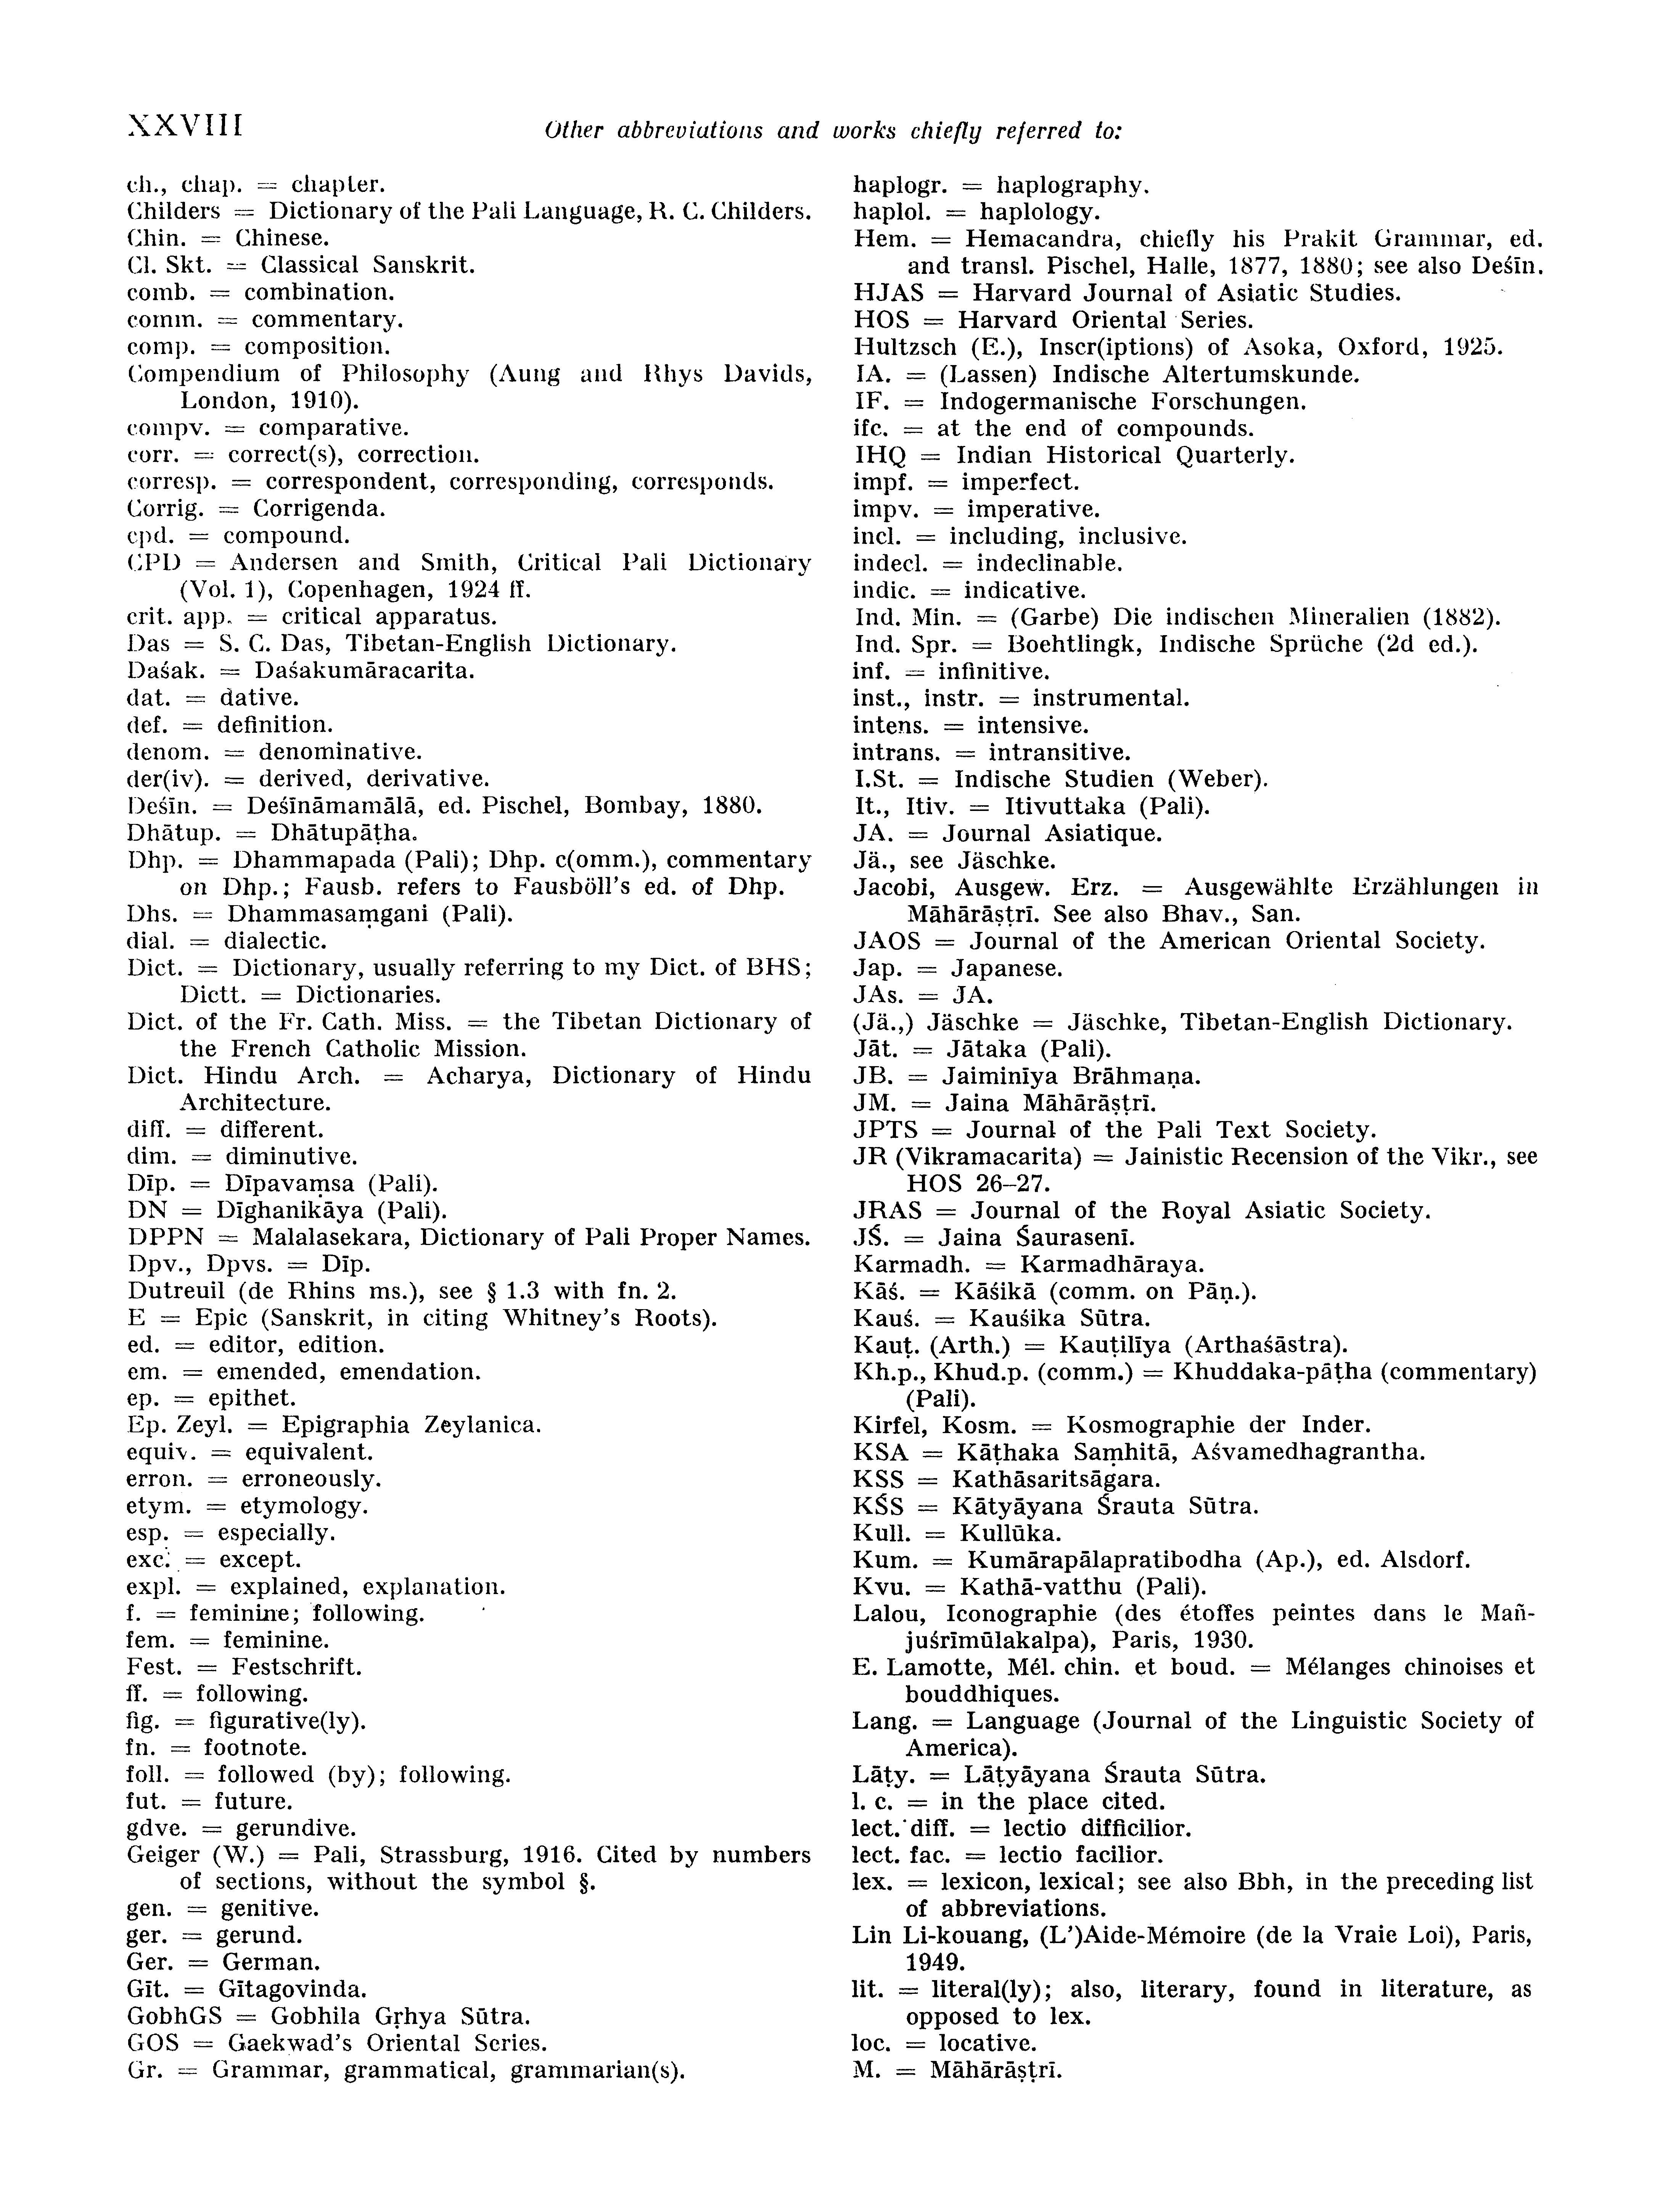 XXVIII
Other abbreviations and works chiefly referred to:
ch., chap. = chapter.
Childers = Dictionary of the Pali Language, R. C. Childers.
Chin. = Chinese.
Cl. Skt. = Classical Sanskrit.
comb. = combination.
comm. = commentary.
comp. = composition.
Compendium of Philosophy (Aung and Rhys Davids,
London, 1910).
compv. = comparative.
corr. = correct(s), correction.
corresp. = correspondent, corresponding, corresponds.
Corrig. = Corrigenda.
cpd. = compound.
CPD = Andersen and Smith, Critical Pali Dictionary
(Vol. 1), Copenhagen, 1924 ff.
crit. app. = critical apparatus.
Das = S. C. Das, Tibetan-English Dictionary.
Daśak. = Daśakumāracarita.
dat. = dative.
def. = definition.
denom. = denominative.
der(iv). = derived, derivative.
Deśīn. = Deśīnāmamālā, ed. Pischel, Bombay, 1880.
Dhātup. = Dhātupāṭha.
Dhp. = Dhammapada (Pali); Dhp. c(omm.), commentary
on Dhp.; Fausb. refers to Fausböll's ed. of Dhp.
Dhs. = Dhammasaṃgani (Pali).
dial. = dialectic.
Dict. = Dictionary, usually referring to my Dict. of BHS;
Dictt. = Dictionaries.
Dict. of the Fr. Cath. Miss. = the Tibetan Dictionary of
the French Catholic Mission.
Dict. Hindu Arch. = Acharya, Dictionary of Hindu
Architecture.
diff. = different.
dim. = diminutive.
Dīp. = Dīpavaṃsa (Pali).
DN = Dīghanikāya (Pali).
DPPN = Malalasekara, Dictionary of Pali Proper Names.
Dpv., Dpvs. = Dīp.
Dutreuil (de Rhins ms.), see § 1.3 with fn. 2.
E = Epic (Sanskrit, in citing Whitney's Roots).
ed. = editor, edition.
em. = emended, emendation.
ep. = epithet.
Ep. Zeyl. = Epigraphia Zeylanica.
equiv. = equivalent.
erron. = erroneously.
etym. = etymology.
esp. = especially.
exc. = except.
expl. = explained, explanation.
f. = feminine; following.
fem. = feminine.
Fest. = Festschrift.
ff. = following.
fig. = figurative(ly).
fn. = footnote.
foll. = followed (by); following.
fut. = future.
gdve. = gerundive.
Geiger (W.) = Pali, Strassburg, 1916. Cited by numbers
of sections, without the symbol §.
gen. = genitive.
ger. = gerund.
Ger. = German.
Gīt. = Gītagovinda.
GobhGS = Gobhila Gṛhya Sūtra.
GOS = Gaekwad's Oriental Series.
Gr. = Grammar, grammatical, grammarian(s).
haplogr. = haplography.
haplol. = haplology.
Hem. = Hemacandra, chiefly his Prakit Grammar, ed.
and transl. Pischel, Halle, 1877, 1880; see also Deśīn.
HJAS = Harvard Journal of Asiatic Studies.
HOS = Harvard Oriental Series.
Hultzsch (E.), Inscr(iptions) of Asoka, Oxford, 1925.
IA. = (Lassen) Indische Altertumskunde.
IF. = Indogermanische Forschungen.
ifc. = at the end of compounds.
IHQ = Indian Historical Quarterly.
impf. = imperfect.
impv. = imperative.
incl. = including, inclusive.
indecl. = indeclinable.
indic. = indicative.
Ind. Min. = (Garbe) Die indischen Mineralien (1882).
Ind. Spr. = Boehtlingk, Indische Sprüche (2d ed.).
inf. = infinitive.
inst., instr. = instrumental.
intens. = intensive.
intrans. = intransitive.
I.St. = Indische Studien (Weber).
It., Itiv. = Itivuttaka (Pali).
JA. = Journal Asiatique.
Jä., see Jäschke.
Jacobi, Ausgew. Erz. = Ausgewählte Erzählungen in
Māhārāṣṭrī. See also Bhav., San.
JAOS = Journal of the American Oriental Society.
Jap. = Japanese.
JAs. = JA.
(Jä.,) Jäschke = Jäschke, Tibetan-English Dictionary.
Jāt. = Jātaka (Pali).
JB. = Jaiminīya Brāhmaṇa.
JM. = Jaina Māhārāṣṭrī.
JPTS = Journal of the Pali Text Society.
JR (Vikramacarita) = Jainistic Recension of the Vikr., see
HOS 26–27.
JRAS = Journal of the Royal Asiatic Society.
JŚ. = Jaina Śaurasenī.
Karmadh. = Karmadhāraya.
Kāś. = Kāśikā (comm. on Pāṇ.).
Kauś. = Kauśika Sūtra.
Kauṭ. (Arth.) = Kauṭilīya (Arthaśāstra).
Kh.p., Khud.p. (comm.) = Khuddaka-pāṭha (commentary)
(Pali).
Kirfel, Kosm. = Kosmographie der Inder.
KSA = Kāṭhaka Saṃhitā, Aśvamedhagrantha.
KSS = Kathāsaritsāgara.
KŚS = Kātyāyana Śrauta Sūtra.
Kull. = Kullūka.
Kum. = Kumārapālapratibodha (Ap.), ed. Alsdorf.
Kvu. = Kathā-vatthu (Pali).
Lalou, Iconographie (des étoffes peintes dans le Mañ-
juśrīmūlakalpa), Paris, 1930.
E. Lamotte, Mél. chin. et boud. = Mélanges chinoises et
bouddhiques.
Lang. = Language (Journal of the Linguistic Society of
America).
Lāṭy. = Lāṭyāyana Śrauta Sūtra.
l. c. = in the place cited.
lect. diff. = lectio difficilior.
lect. fac. = lectio facilior.
lex. = lexicon, lexical; see also Bbh, in the preceding list
of abbreviations.
Lin Li-kouang, (L')Aide-Mémoire (de la Vraie Loi), Paris,
1949.
lit. = literal(ly); also, literary, found in literature, as
opposed to lex.
loc. = locative.
M. = Māhārāṣṭrī.